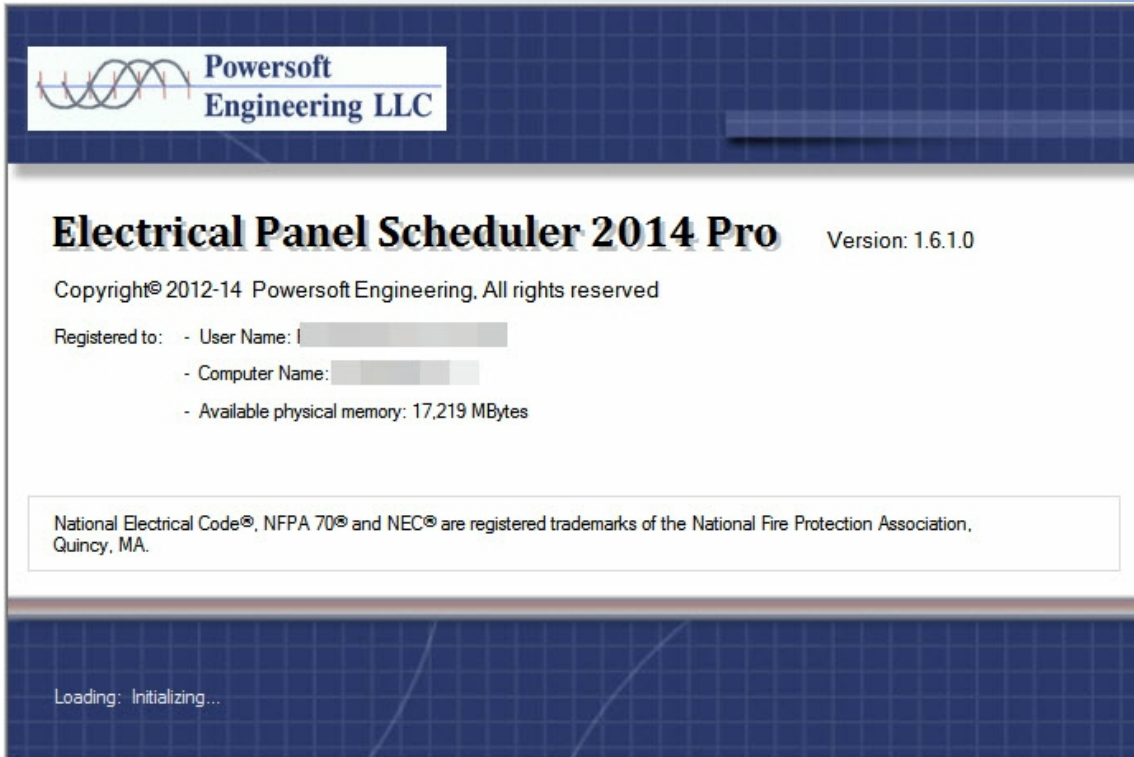 Powersoft
Engineering LLC
Electrical Panel Scheduler 2014 Pro Version: 1.6.1.0
Copyright© 2012-14 Powersoft Engineering, All rights reserved
Registered to: - User Name:
- Computer Name:
- Available physical memory: 17,219 MBytes
National Electrical Code®, NFPA 70® and NEC® are registered trademarks of the National Fire Protection Association,
Quincy, MA.
Loading: Initializing...